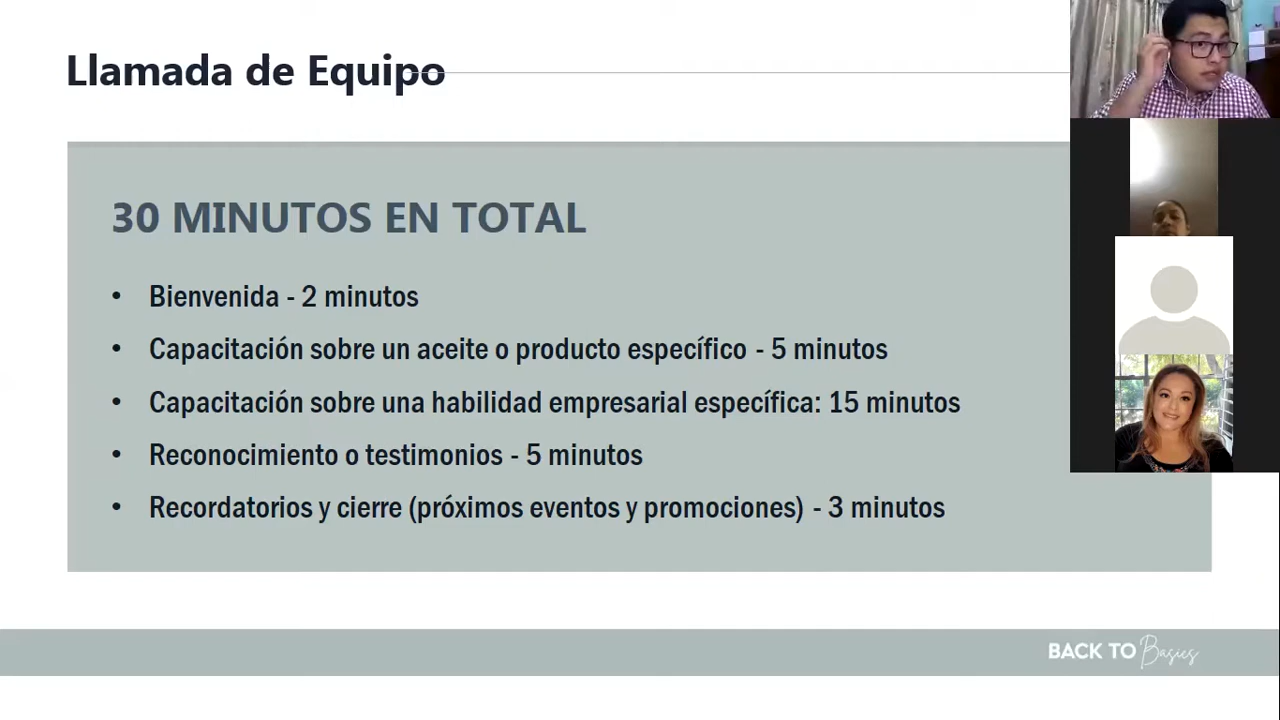 Llamada de Equipo
30 MINUTOS EN TOTAL
• Bienvenida - 2 minutos
• Capacitación sobre un aceite o producto específico - 5 minutos
• Capacitación sobre una habilidad empresarial específica: 15 minutos
• Reconocimiento o testimonios - 5 minutos
• Recordatorios y cierre (próximos eventos y promociones) - 3 minutos
BACK TO Basics